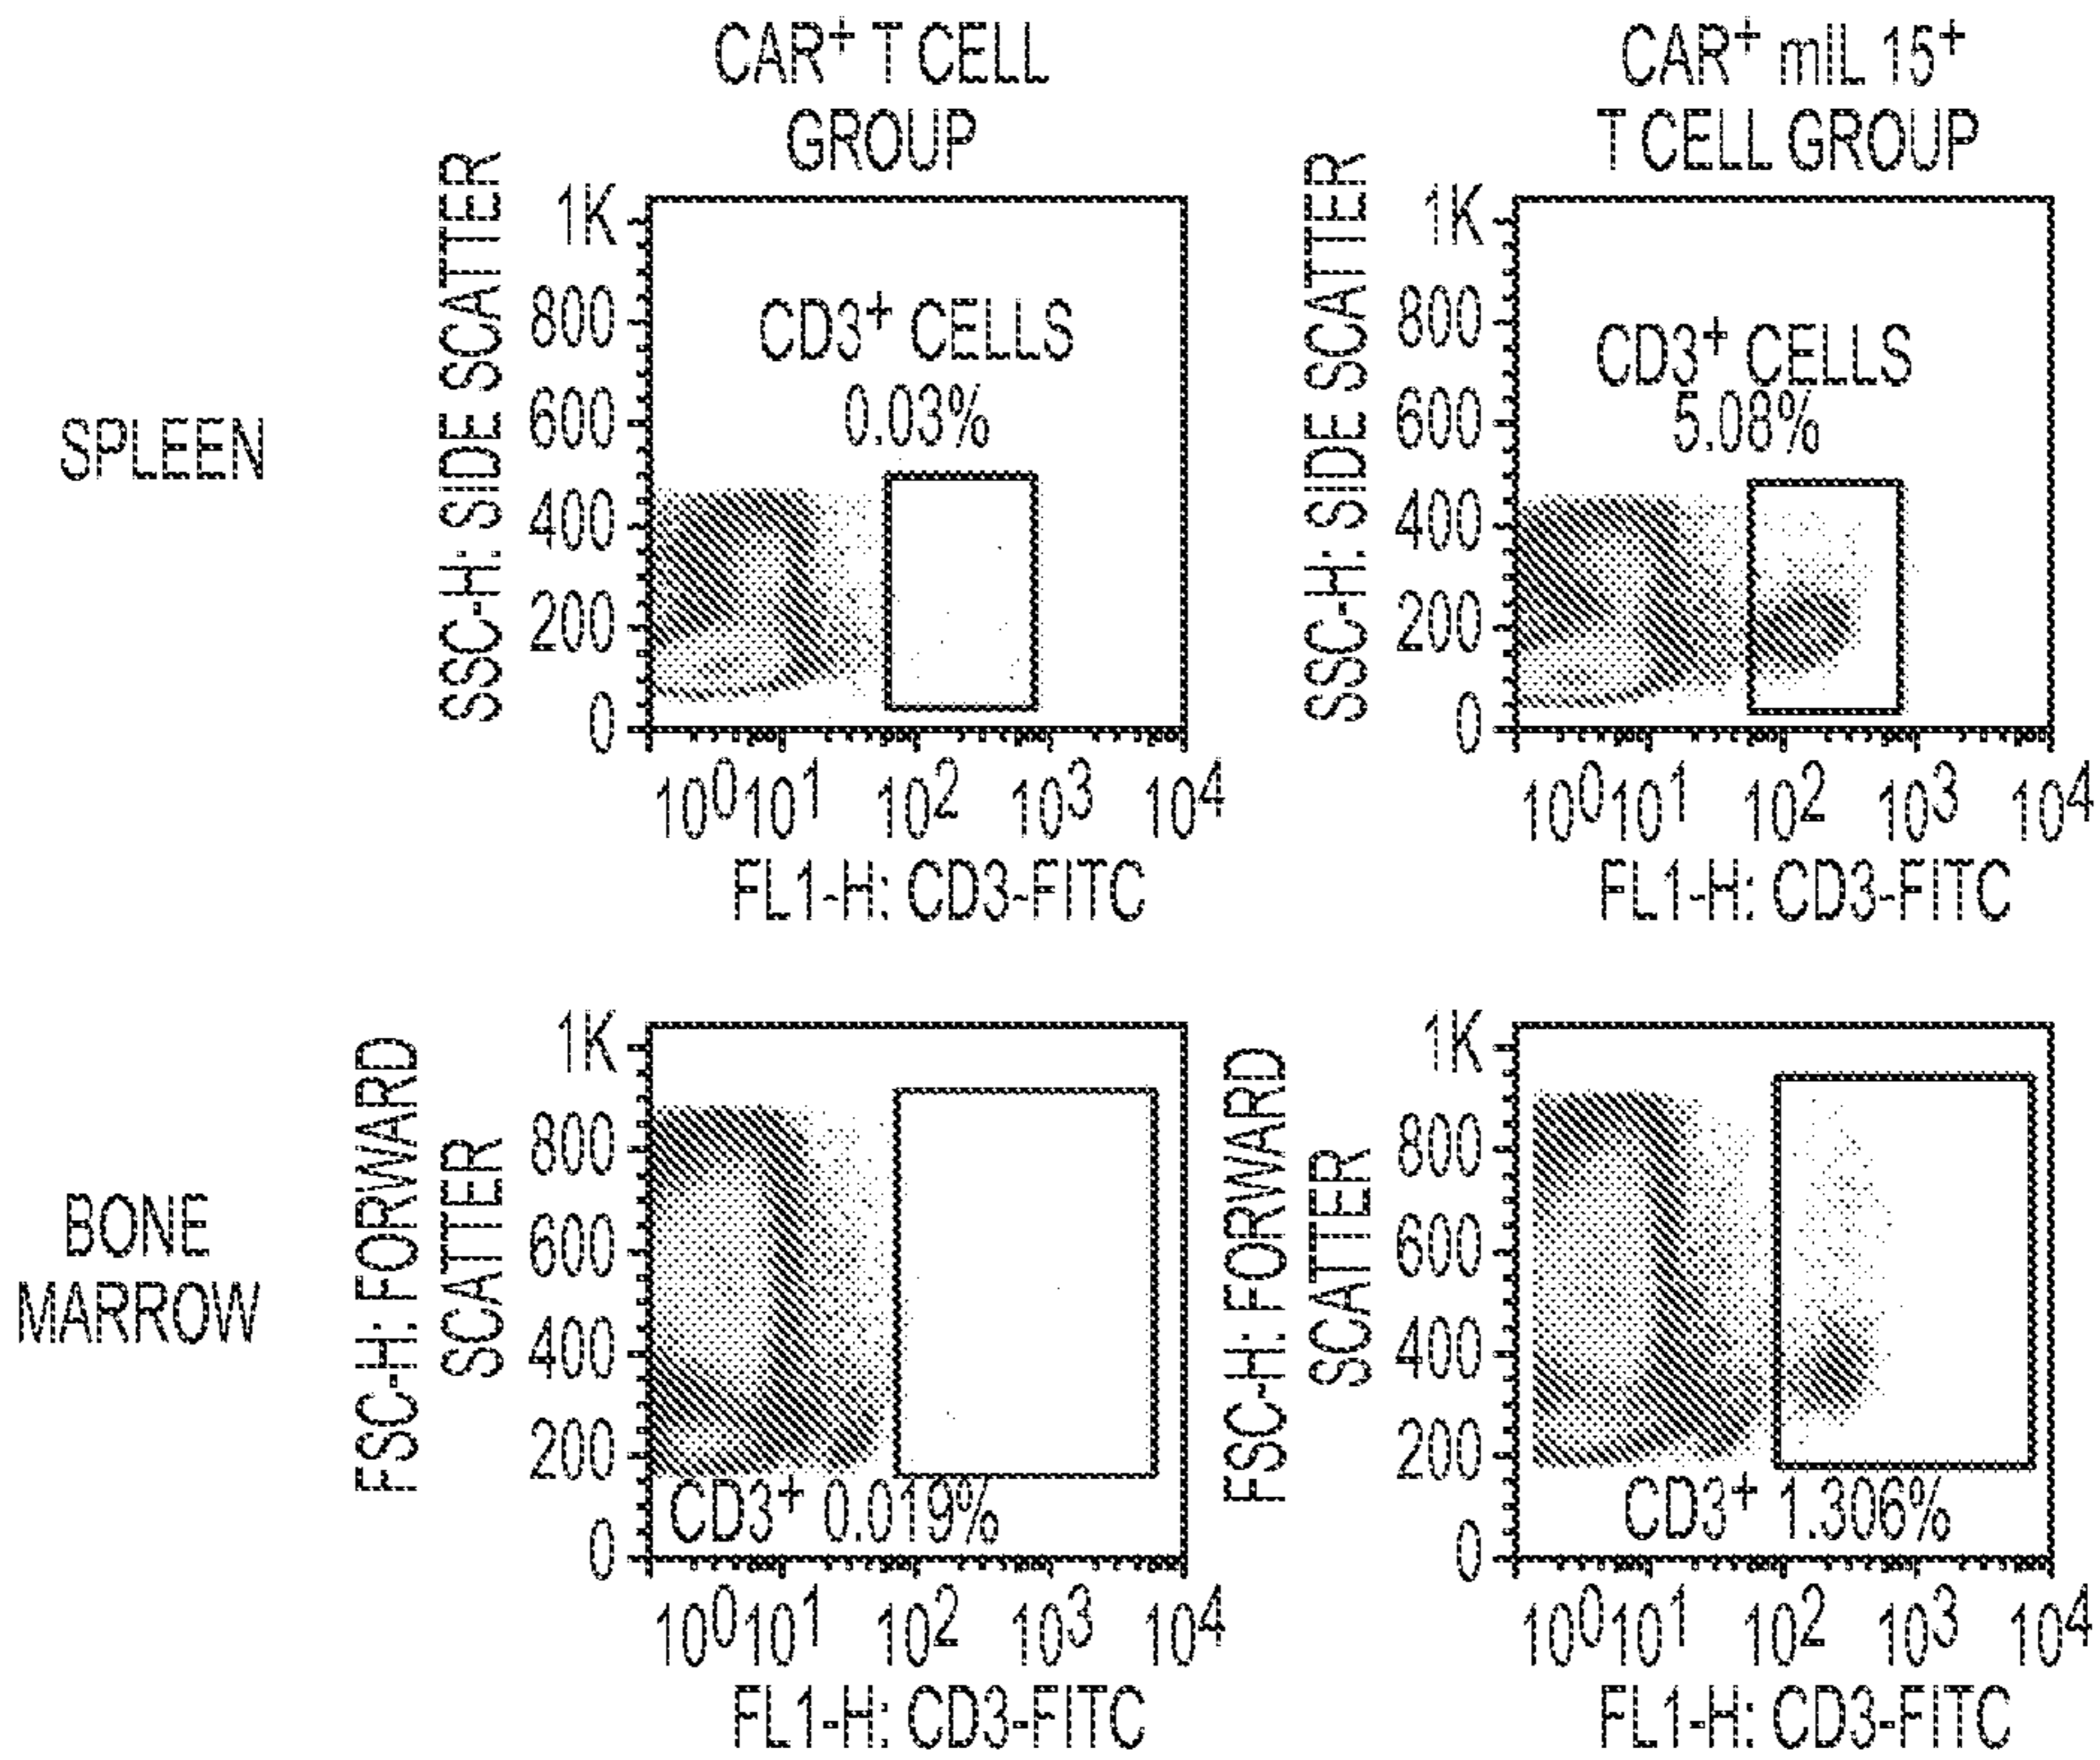 CAR+ T CELL
GROUP
CAR+ mIL 15+
T CELL GROUP
SPLEEN
SSC-H: SIDE SCATTER
1K
800
600
400
200
0
CD3+ CELLS
0.03%
10^0 10^1 10^2 10^3 10^4
FL1-H: CD3-FITC
SSC-H: SIDE SCATTER
1K
800
600
400
200
0
CD3+ CELLS
5.08%
10^0 10^1 10^2 10^3 10^4
FL1-H: CD3-FITC
BONE
MARROW
FSC-H: FORWARD
SCATTER
1K
800
600
400
200
0
CD3+ 0.019%
10^0 10^1 10^2 10^3 10^4
FL1-H: CD3-FITC
FSC-H: FORWARD
SCATTER
1K
800
600
400
200
0
CD3+ 1.306%
10^0 10^1 10^2 10^3 10^4
FL1-H: CD3-FITC